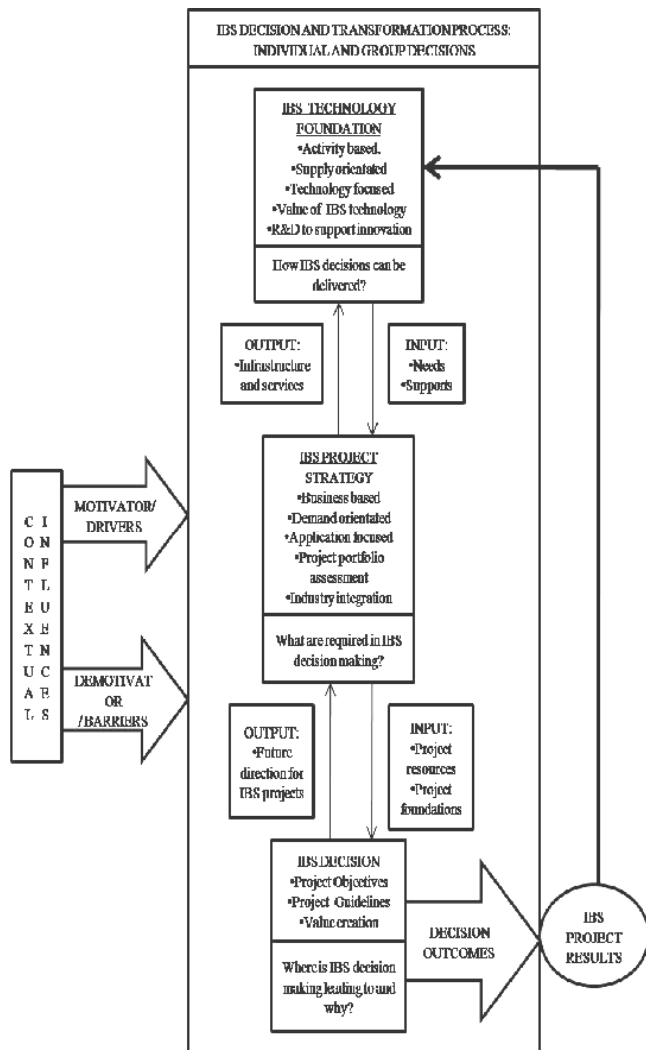 IBS DECISION AND TRANSFORMATION PROCESS:
INDIVIDUAL AND GROUP DECISIONS
IBS TECHNOLOGY
FOUNDATION
•Activity based.
•Supply orientated
•Technology focused
•Value of IBS technology
•R&D to support innovation
How IBS decisions can be
delivered?
OUTPUT:
•Infrastructure
and services
INPUT:
•Needs
•Supports
IBS PROJECT
STRATEGY
•Business based
•Demand orientated
•Application focused
•Project portfolio
assessment
•Industry integration
What are required in IBS
decision making?
CONTEXTUAL
INFLUENCES
MOTIVATOR/
DRIVERS
DEMOTIVAT
OR
/BARRIERS
OUTPUT:
•Future
direction for
IBS projects
INPUT:
•Project
resources
•Project
foundations
IBS DECISION
•Project Objectives
•Project Guidelines
•Value creation
Where is IBS decision
making leading to and
why?
DECISION
OUTCOMES
IBS
PROJECT
RESULTS